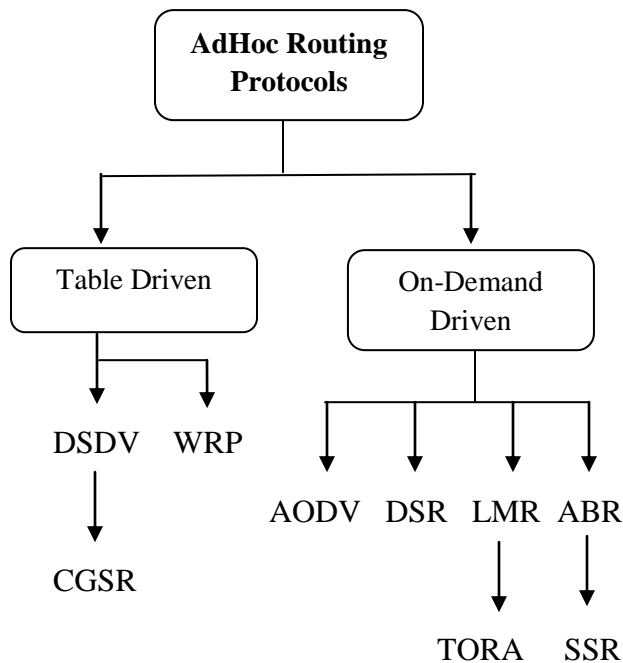 AdHoc Routing
Protocols
Table Driven
On-Demand
Driven
DSDV WRP
AODV DSR LMR ABR
CGSR
TORA SSR